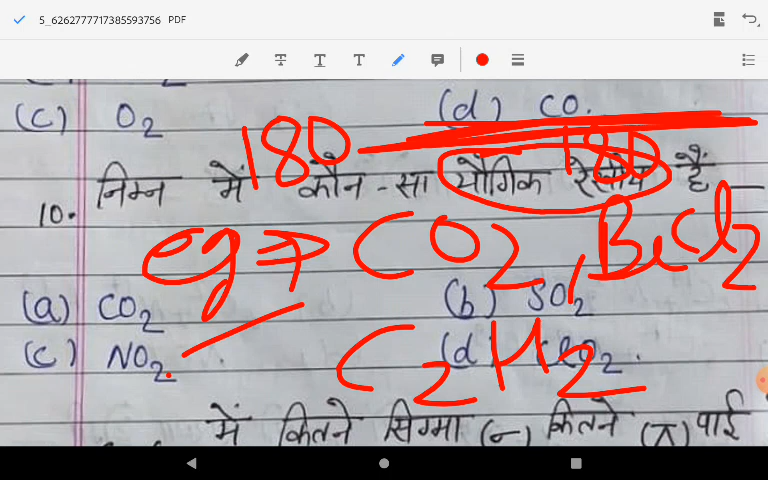 5_6262777717385593756 PDF
(c) O₂ (d) CO.
180
180
10. निम्न में कौन-सा यौगिक रेखीय है—
eg ⇒ CO₂, BeCl₂
(a) CO₂ (b) SO₂
(c) NO₂. (d)
C₂H₂
में कितने सिग्मा (σ) कितने (π) पाई